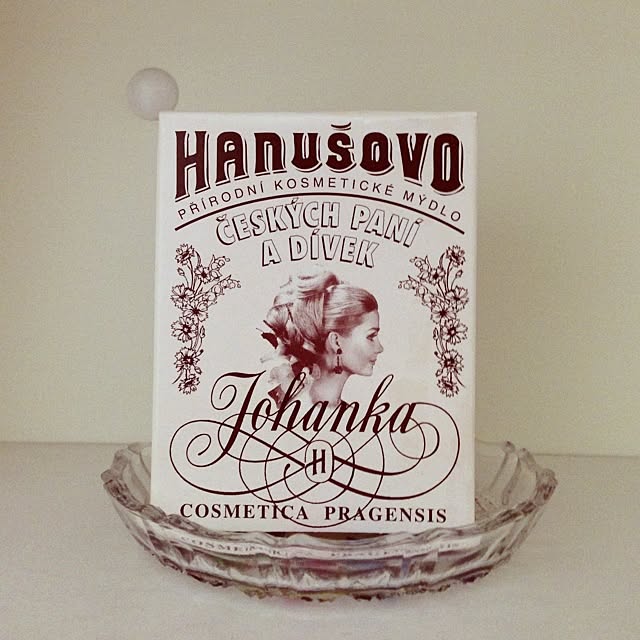 HANUŠOVO
PŘÍRODNÍ KOSMETICKÉ MÝDLO
ČESKÝCH PANÍ
A DÍVEK
Johanka
H
COSMETICA PRAGENSIS